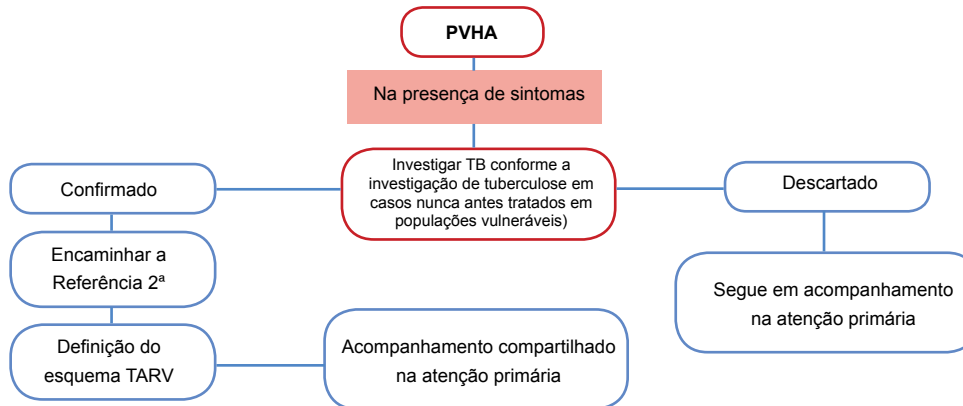 PVHA
Na presença de sintomas
Investigar TB conforme a
investigação de tuberculose em
casos nunca antes tratados em
populações vulneráveis)
Confirmado
Descartado
Encaminhar a
Referência 2ª
Segue em acompanhamento
na atenção primária
Definição do
esquema TARV
Acompanhamento compartilhado
na atenção primária